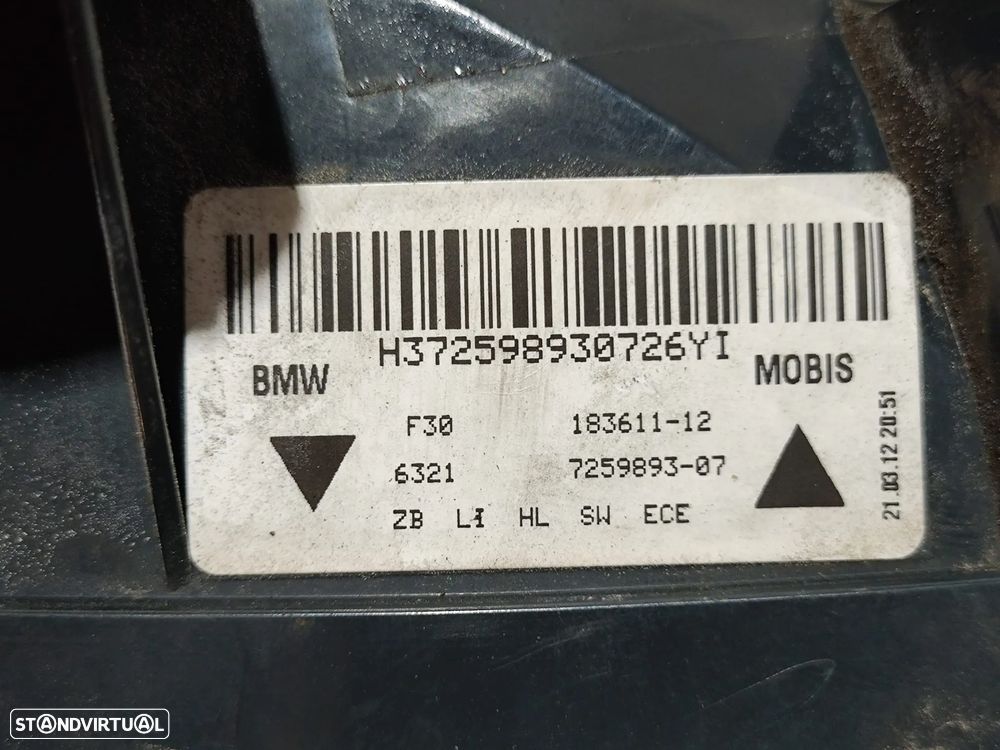 H372598930726YI
BMW
MOBIS
F30 183611-12
6321 7259893-07
ZB LI HL SW ECE
21.03.12 20:51
STANDVIRTUAL